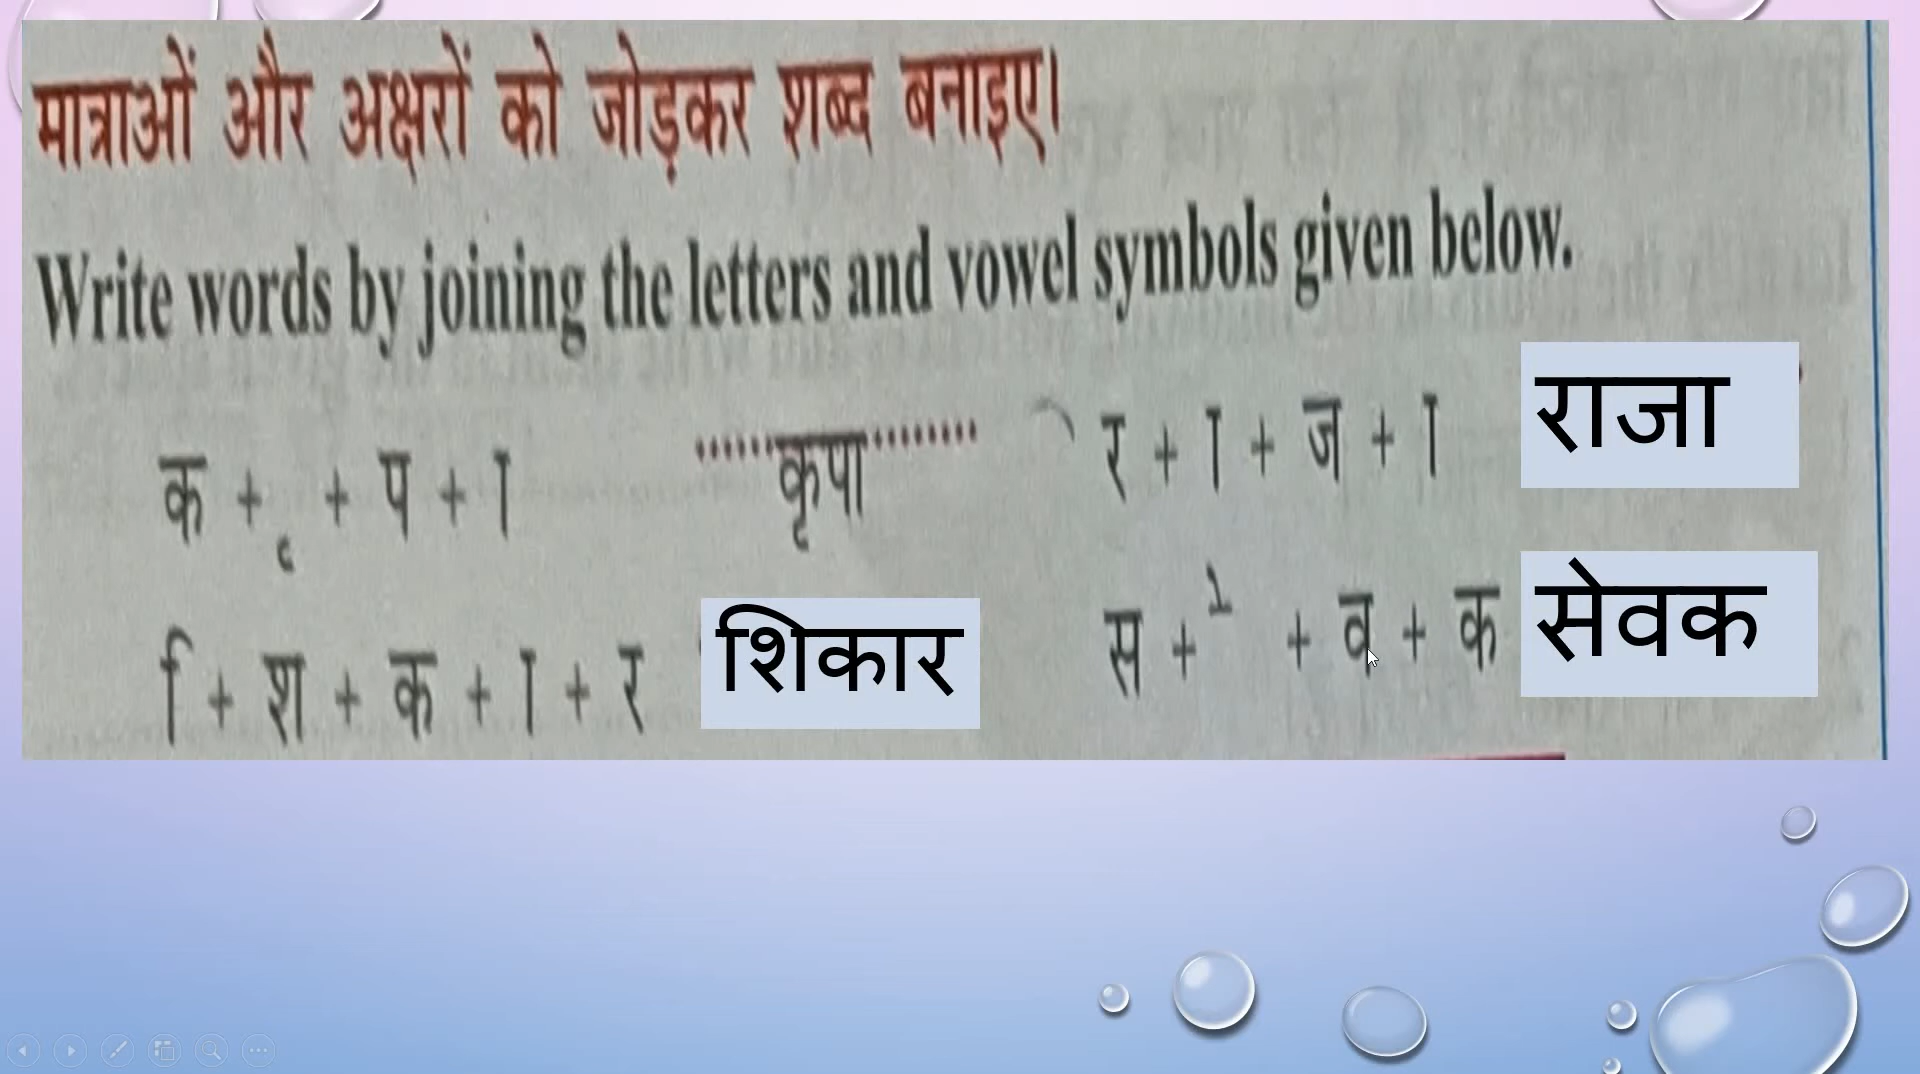 मात्राओं और अक्षरों को जोड़कर शब्द बनाइए।
Write words by joining the letters and vowel symbols given below.
क + ृ + प + ा कृपा र + ा + ज + ा राजा
ि + श + क + ा + र शिकार स + े + व + क सेवक